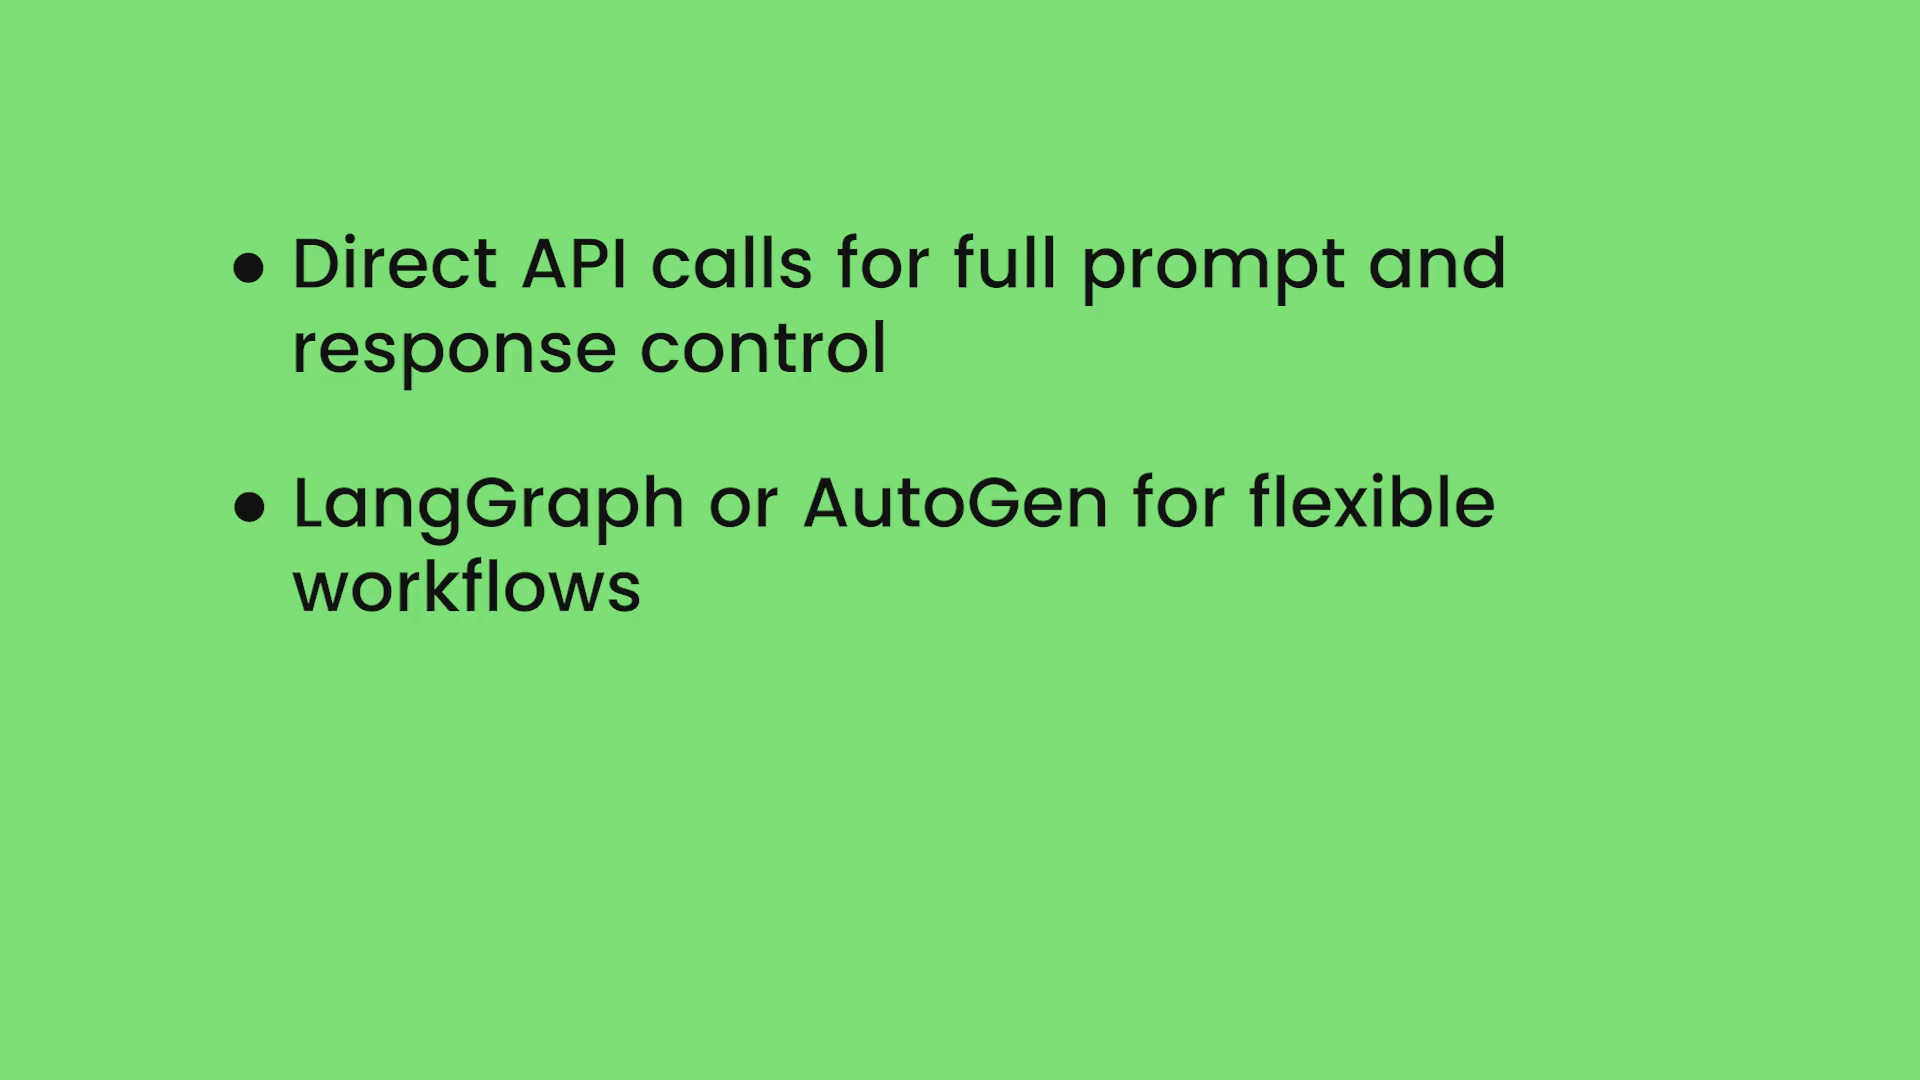 • Direct API calls for full prompt and
response control
• LangGraph or AutoGen for flexible
workflows